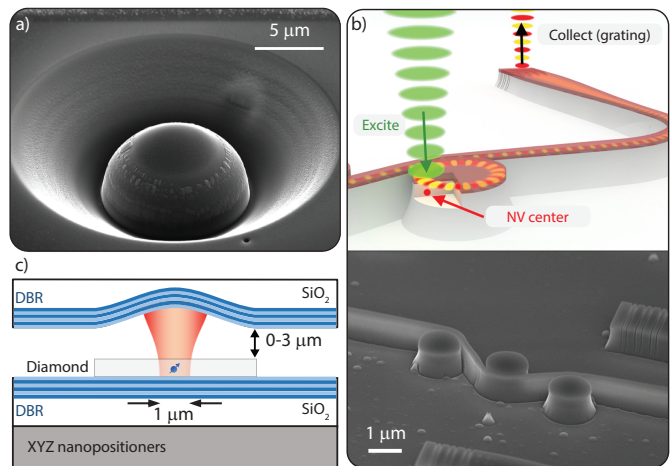 a)
5 μm
b)
Collect (grating)
Excite
NV center
c)
DBR
SiO₂
0-3 μm
Diamond
1 μm
DBR
SiO₂
XYZ nanopositioners
1 μm